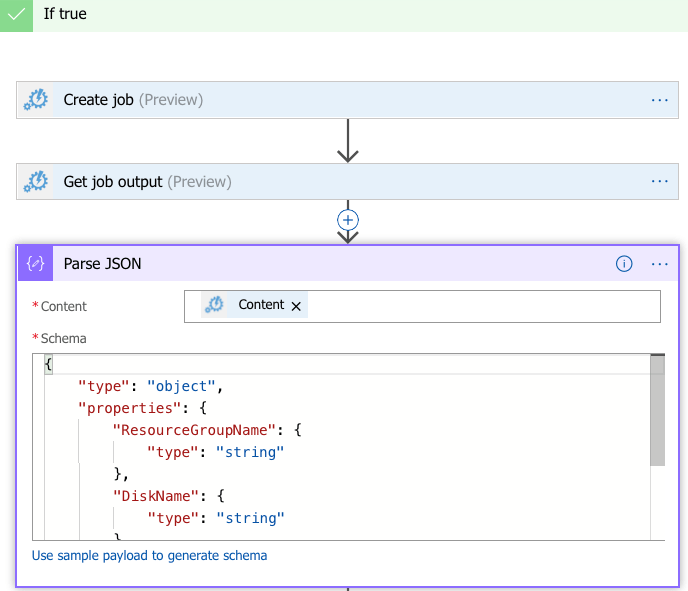 If true
Create job (Preview)
...
Get job output (Preview)
...
Parse JSON
...
*Content
Content ×
*Schema
{
"type": "object",
"properties": {
"ResourceGroupName": {
"type": "string"
},
"DiskName": {
"type": "string"
}
Use sample payload to generate schema